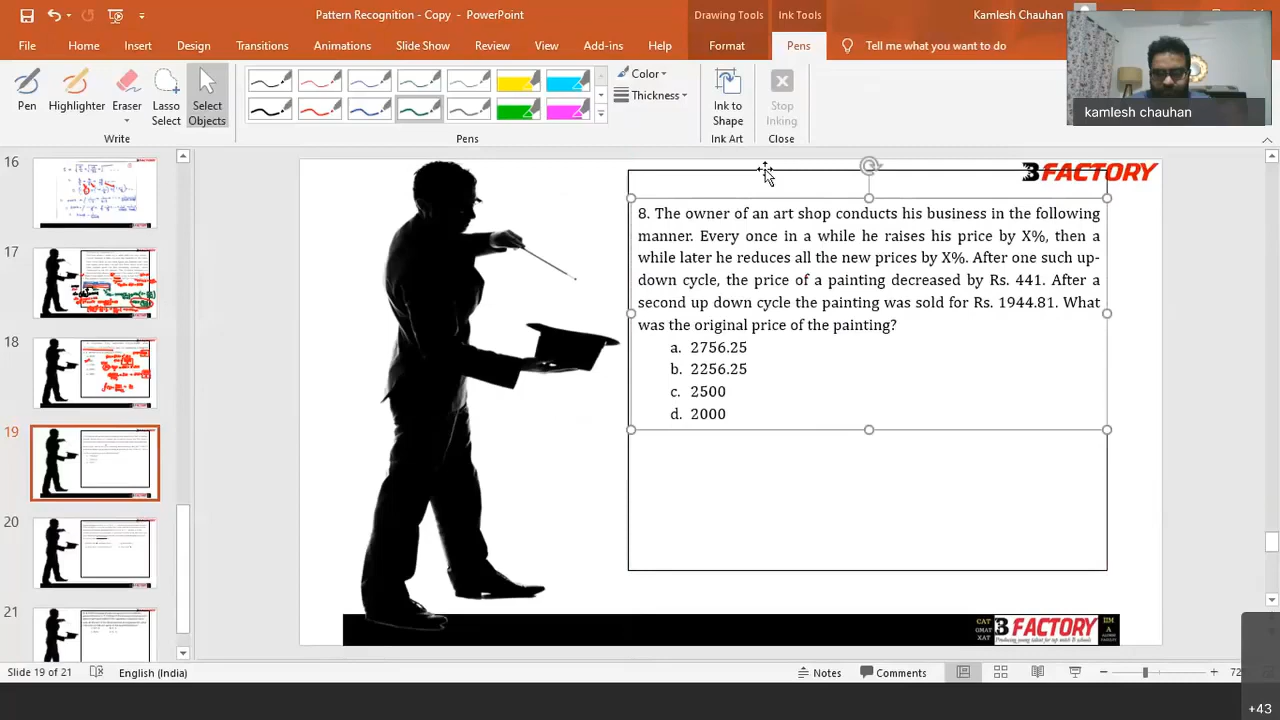 Pattern Recognition - Copy - PowerPoint
Drawing Tools
Ink Tools
Kamlesh Chauhan
File
Home
Insert
Design
Transitions
Animations
Slide Show
Review
View
Add-ins
Help
Format
Pens
Tell me what you want to do
Pen
Highlighter
Eraser
Lasso Select
Select Objects
Color
Thickness
Ink to Shape
Stop Inking
Write
Pens
Ink Art
Close
kamlesh chauhan
16
17
18
19
20
21
3 FACTORY
8. The owner of an art shop conducts his business in the following
manner. Every once in a while he raises his price by X%, then a
while later he reduces all the new prices by X%. After one such up-
down cycle, the price of a painting decreased by Rs. 441. After a
second up down cycle the painting was sold for Rs. 1944.81. What
was the original price of the painting?
a. 2756.25
b. 2256.25
c. 2500
d. 2000
CAT
GMAT
XAT
3 FACTORY
IIM
A
Slide 19 of 21
English (India)
Notes
Comments
+43